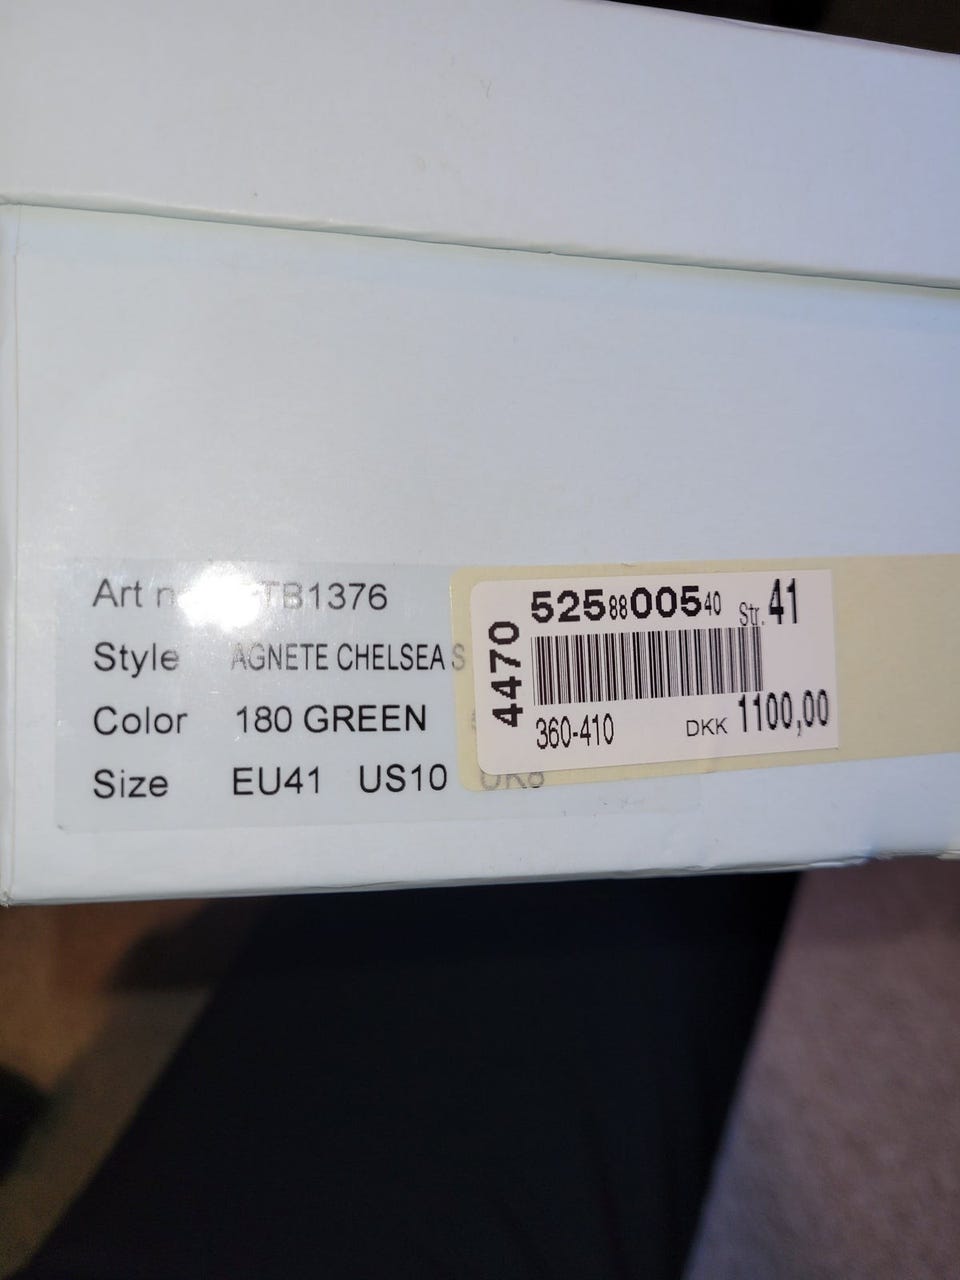 Art n TB1376
Style AGNETE CHELSEA S
Color 180 GREEN
Size EU41 US10 UK8
4470
525 88 005 40 Str. 41
360-410 DKK 1100,00